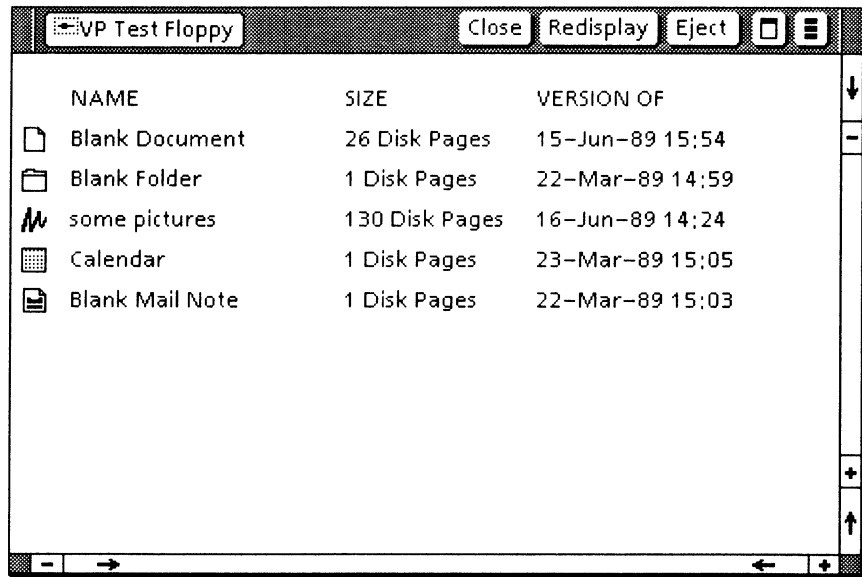 VP Test Floppy Close Redisplay Eject
NAME SIZE VERSION OF
Blank Document 26 Disk Pages 15-Jun-89 15:54
Blank Folder 1 Disk Pages 22-Mar-89 14:59
some pictures 130 Disk Pages 16-Jun-89 14:24
Calendar 1 Disk Pages 23-Mar-89 15:05
Blank Mail Note 1 Disk Pages 22-Mar-89 15:03